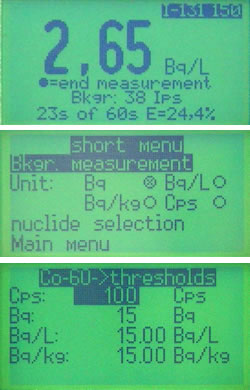 I-131 150l
2,65 Bq/L
●=end measurement
Bkgr: 38 Ips
23s of 60s E=24,4%
short menu
Bkgr. measurement
Unit: Bq ⊗ Bq/L ○
Bq/kg ○ Cps ○
nuclide selection
Main menu
Co-60->thresholds
Cps: 100 Cps
Bq: 15 Bq
Bq/L: 15.00 Bq/L
Bq/kg: 15.00 Bq/kg